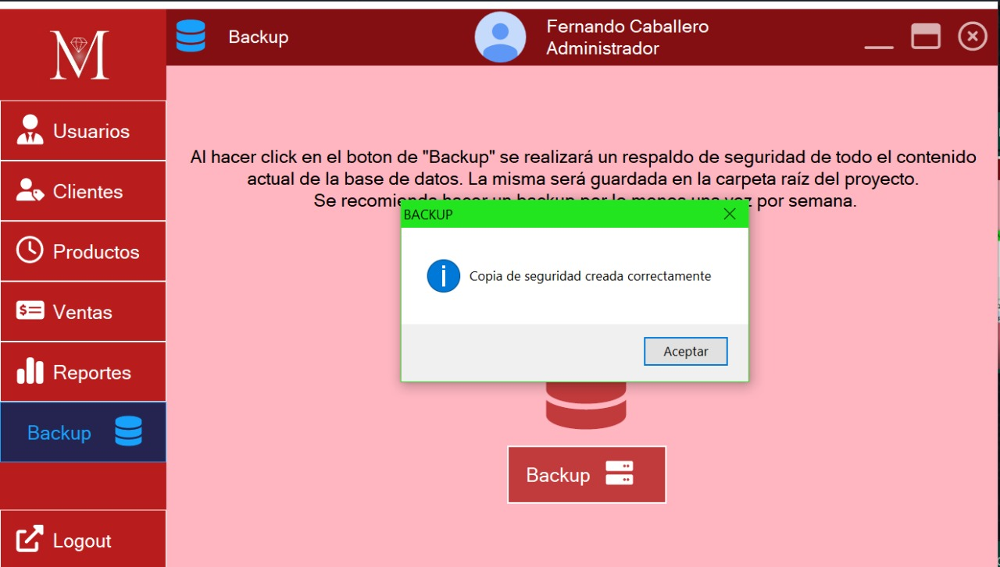 M
Backup
Fernando Caballero
Administrador
Usuarios
Clientes
Productos
Ventas
Reportes
Backup
Logout
Al hacer click en el boton de "Backup" se realizará un respaldo de seguridad de todo el contenido
actual de la base de datos. La misma será guardada en la carpeta raíz del proyecto.
Se recomienda hacer un backup por lo menos una vez por semana.
BACKUP
Copia de seguridad creada correctamente
Aceptar
Backup